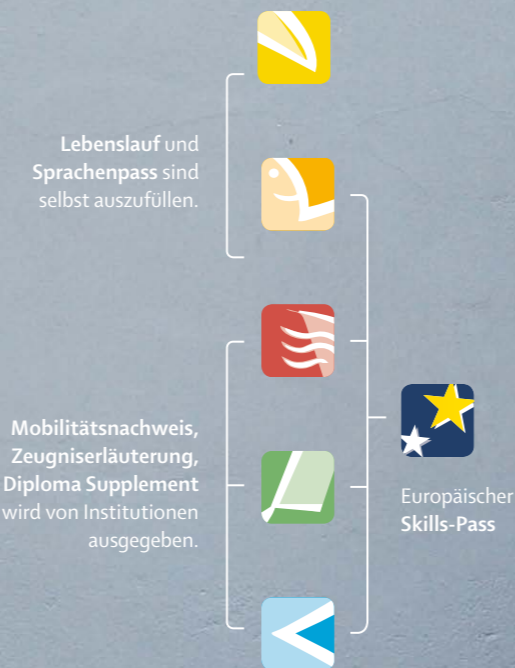 Lebenslauf und
Sprachenpass sind
selbst auszufüllen.
Mobilitätsnachweis,
Zeugniserläuterung,
Diploma Supplement
wird von Institutionen
ausgegeben.
Europäischer
Skills-Pass